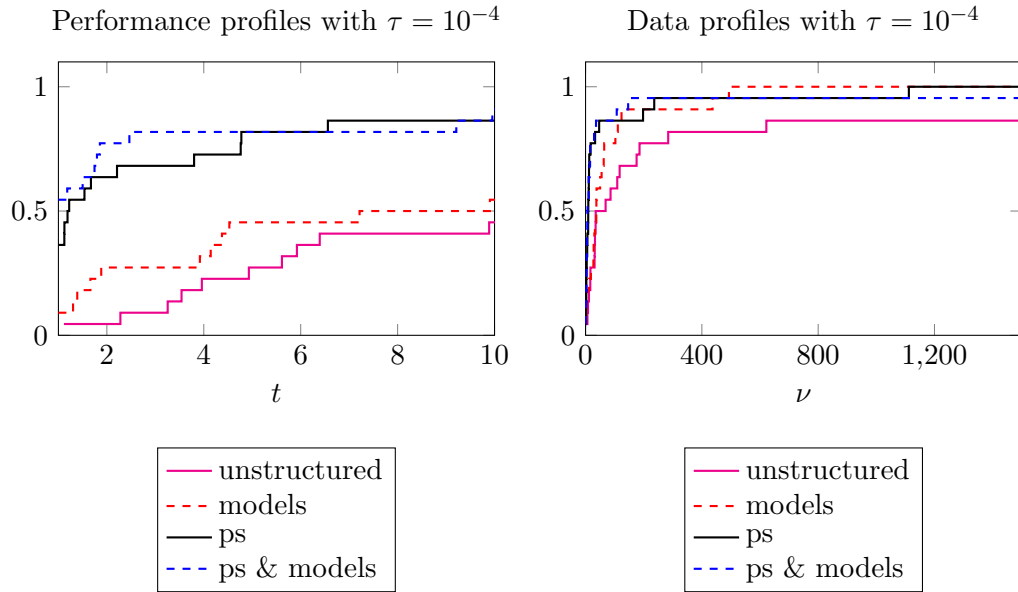 Performance profiles with τ = 10⁻⁴
1
0.5
0
2
4
6
8
10
t
unstructured
models
ps
ps & models
Data profiles with τ = 10⁻⁴
1
0.5
0
0
400
800
1,200
ν
unstructured
models
ps
ps & models